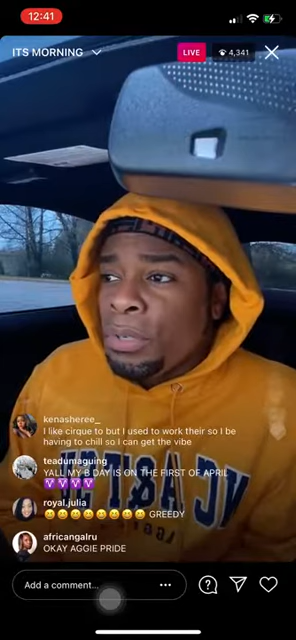 12:41
ITS MORNING
LIVE
4,341
kenasheree_
I like cirque to but I used to work their so I be
having to chill so I can get the vibe
teadumaguing
YALL MY B DAY IS ON THE FIRST OF APRIL
royal.julia
GREEDY
africangalru
OKAY AGGIE PRIDE
NC A&T
Add a comment...